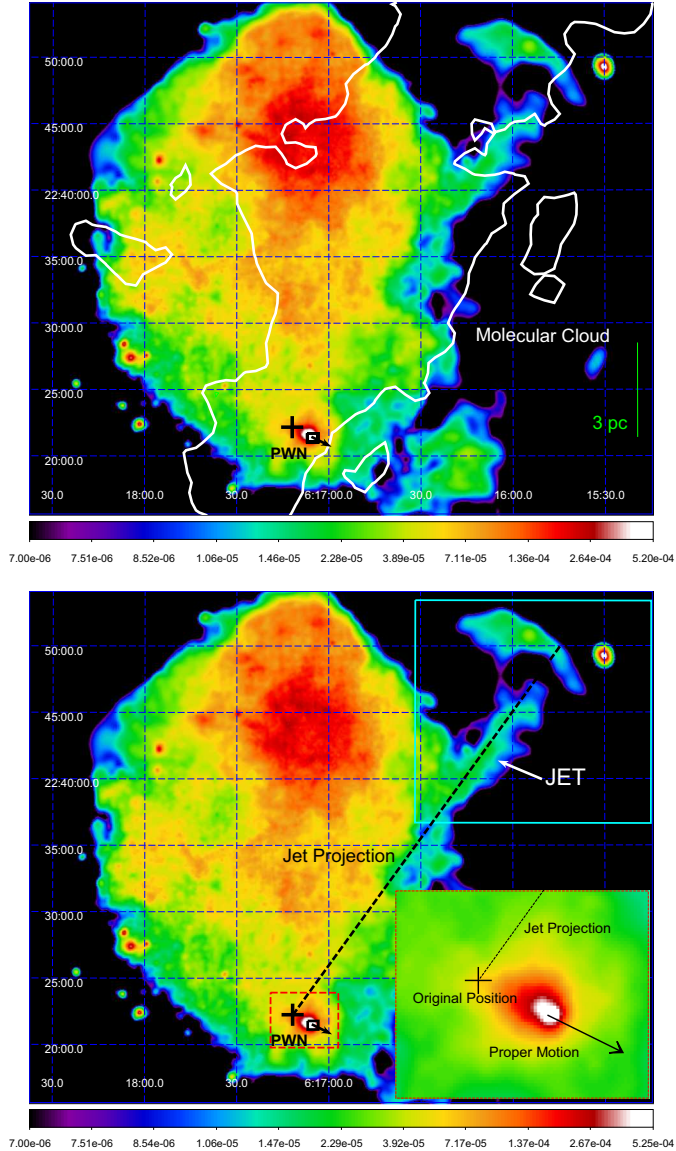 50:00.0
45:00.0
22:40:00.0
35:00.0
30:00.0
Molecular Cloud
25:00.0
3 pc
PWN
20:00.0
30.0 18:00.0 30.0 6:17:00.0 30.0 16:00.0 15:30.0
7.00e-06 7.51e-06 8.52e-06 1.06e-05 1.46e-05 2.28e-05 3.89e-05 7.11e-05 1.36e-04 2.64e-04 5.20e-04
50:00.0
45:00.0
22:40:00.0
JET
35:00.0
Jet Projection
30:00.0
Jet Projection
25:00.0
Original Position
PWN
Proper Motion
20:00.0
30.0 18:00.0 30.0 6:17:00.0
7.00e-06 7.51e-06 8.54e-06 1.06e-05 1.47e-05 2.29e-05 3.92e-05 7.17e-05 1.37e-04 2.67e-04 5.25e-04